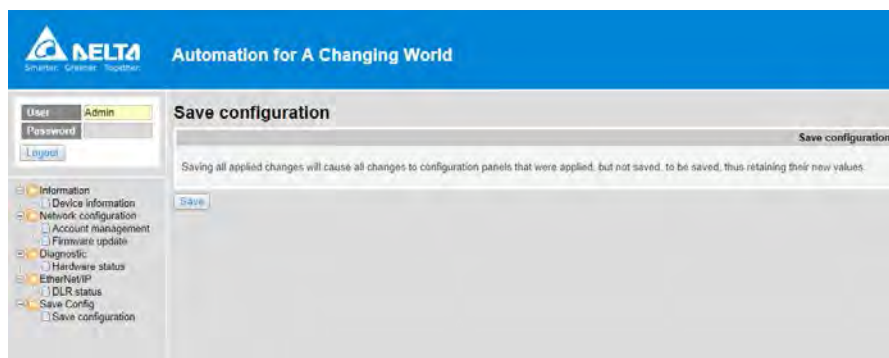 DELTA
Smarter. Greener. Together.
Automation for A Changing World
User Admin
Password
Logout
Information
Device information
Network configuration
Account management
Firmware update
Diagnostic
Hardware status
EtherNet/IP
DLR status
Save Config
Save configuration
Save configuration
Save configuration
Saving all applied changes will cause all changes to configuration panels that were applied, but not saved, to be saved, thus retaining their new values.
Save